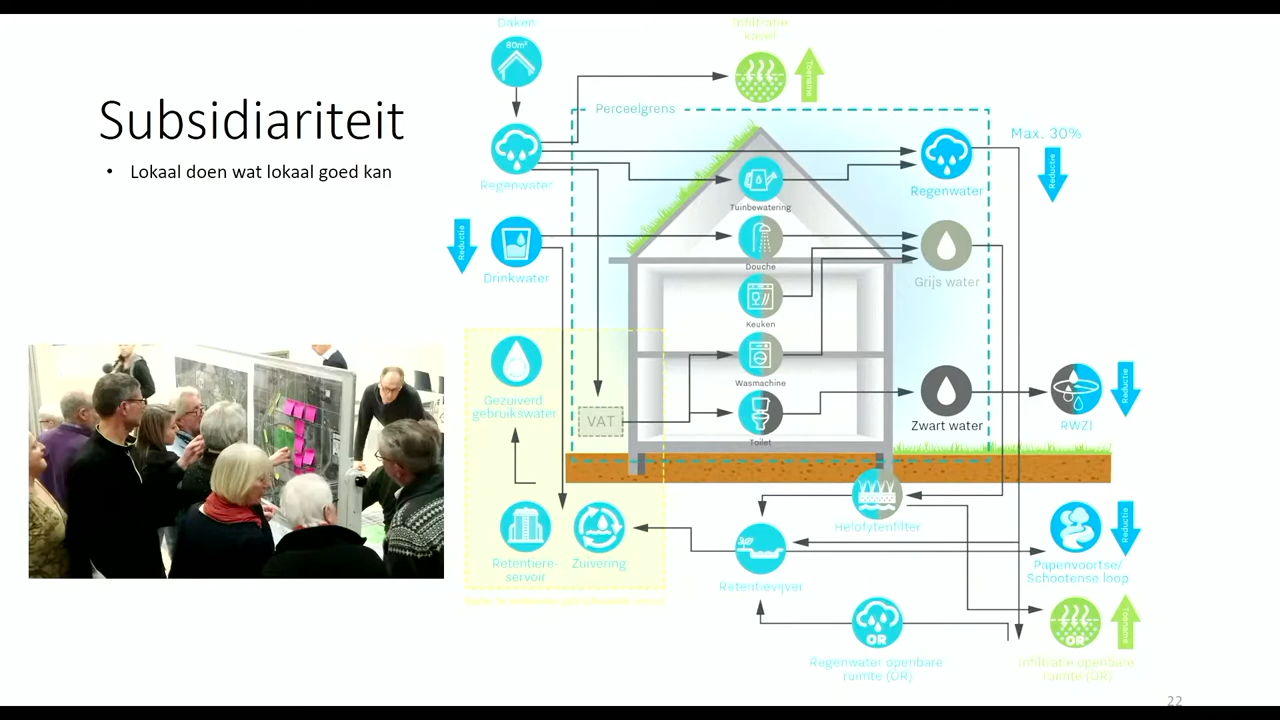 Subsidiariteit
• Lokaal doen wat lokaal goed kan
Daken
80m²
Infiltratie
kavel
Toename
Perceelgrens
Max. 30%
Reductie
Regenwater
Tuinbewatering
Regenwater
Reductie
Drinkwater
Douche
Grijs water
Keuken
Gezuiverd
gebruikswater
Wasmachine
VAT
Toilet
Zwart water
RWZI
Reductie
Helofytenfilter
Retentiere-
servoir
Zuivering
Retentievijver
Papenvoortse/
Schootense loop
Reductie
OR
Regenwater openbare
ruimte (OR)
OR
Infiltratie openbare
ruimte (OR)
Toename
22